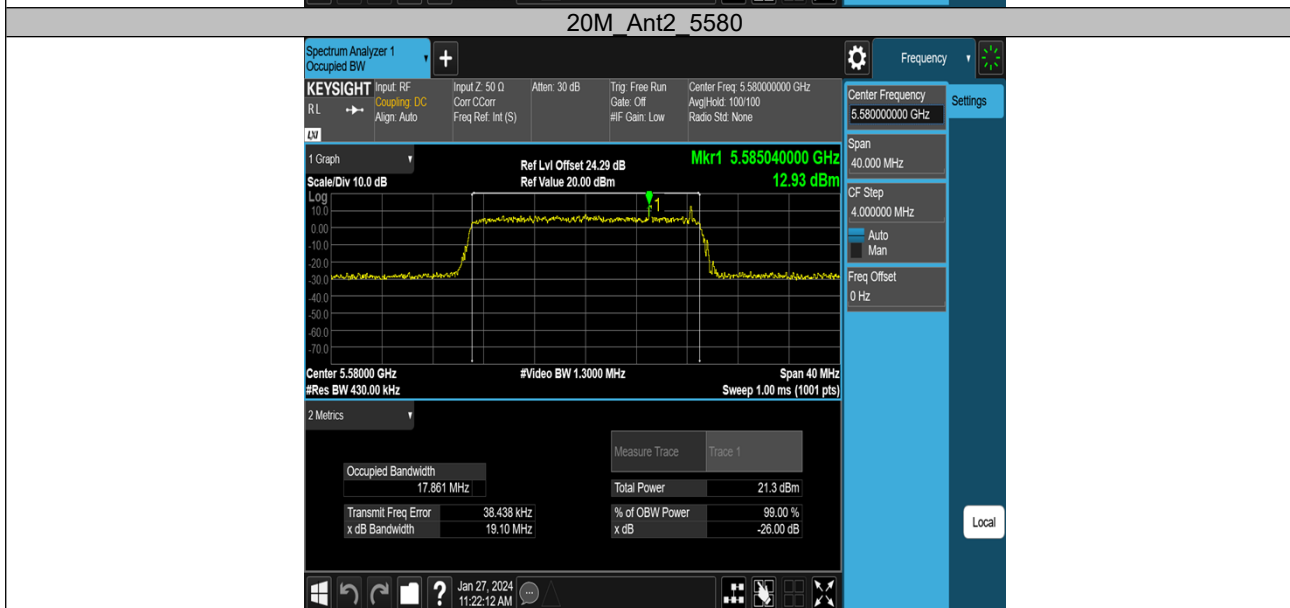 20M_Ant2_5580
Spectrum Analyzer 1
Occupied BW
+
Frequency
KEYSIGHT
R L
LXI
Input: RF
Coupling: DC
Align: Auto
Input Z: 50 Ω
Corr CCorr
Freq Ref: Int (S)
Atten: 30 dB
Trig: Free Run
Gate: Off
#IF Gain: Low
Center Freq: 5.580000000 GHz
Avg|Hold: 100/100
Radio Std: None
Center Frequency
5.580000000 GHz
Settings
Span
40.000 MHz
CF Step
4.000000 MHz
Auto
Man
Freq Offset
0 Hz
Local
1 Graph
Scale/Div 10.0 dB
Ref Lvl Offset 24.29 dB
Ref Value 20.00 dBm
Mkr1 5.585040000 GHz
12.93 dBm
Log
10.0
0.00
-10.0
-20.0
-30.0
-40.0
-50.0
-60.0
-70.0
1
Center 5.58000 GHz
#Video BW 1.3000 MHz
Span 40 MHz
#Res BW 430.00 kHz
Sweep 1.00 ms (1001 pts)
2 Metrics
Measure Trace Trace 1
Occupied Bandwidth
17.861 MHz
Total Power 21.3 dBm
Transmit Freq Error 38.438 kHz
% of OBW Power 99.00 %
x dB Bandwidth 19.10 MHz
x dB -26.00 dB
?
Jan 27, 2024
11:22:12 AM